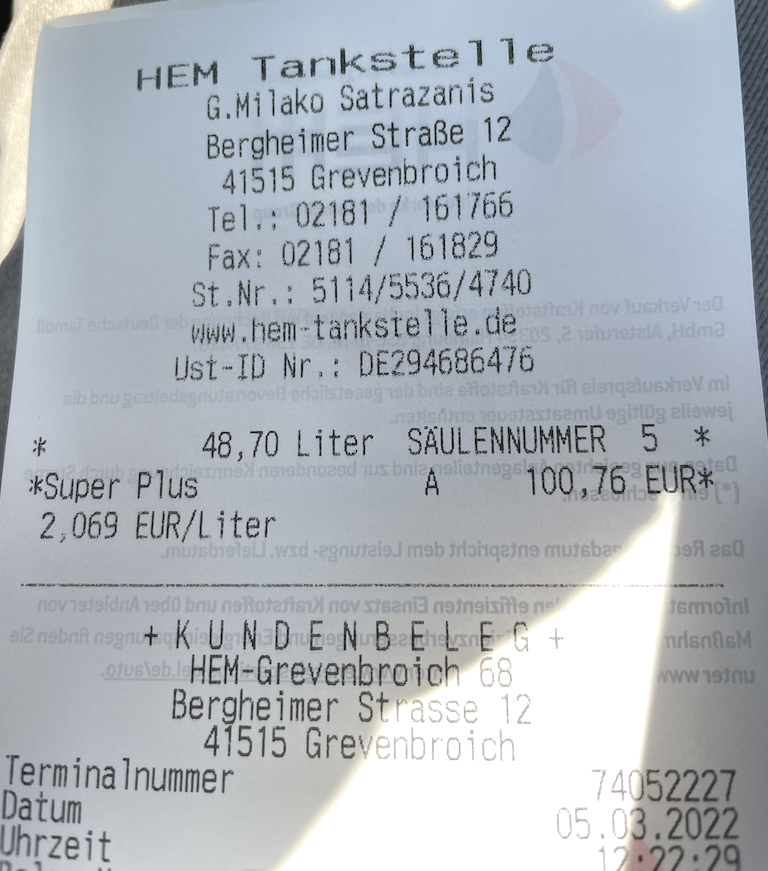 HEM Tankstelle
G.Milako Satrazanis
Bergheimer Straße 12
41515 Grevenbroich
Tel.: 02181 / 161766
Fax: 02181 / 161829
St.Nr.: 5114/5536/4740
www.hem-tankstelle.de
Ust-ID Nr.: DE294686476
* 48,70 Liter SÄULENNUMMER 5 *
*Super Plus A 100,76 EUR*
2,069 EUR/Liter
+ K U N D E N B E L E G +
HEM-Grevenbroich 68
Bergheimer Strasse 12
41515 Grevenbroich
Terminalnummer 74052227
Datum 05.03.2022
Uhrzeit 12:22:29